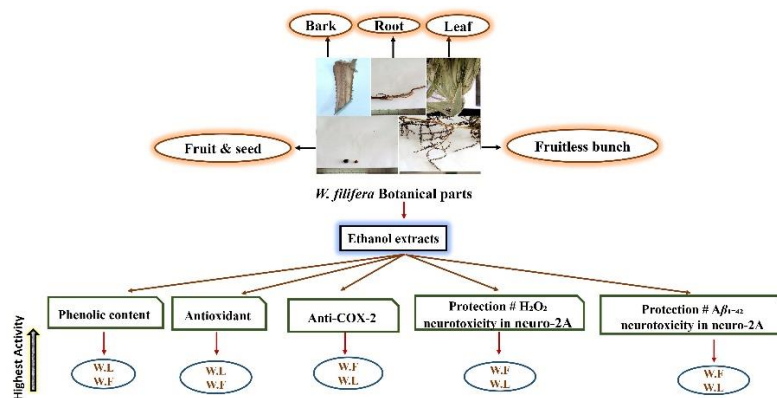 Bark
Root
Leaf
Fruit & seed
Fruitless bunch
W. filifera Botanical parts
Ethanol extracts
Phenolic content
Antioxidant
Anti-COX-2
Protection # H₂O₂
neurotoxicity in neuro-2A
Protection # Aβ₁₋₄₂
neurotoxicity in neuro-2A
Highest Activity
W.L
W.F
W.L
W.F
W.F
W.L
W.F
W.L
W.F
W.L